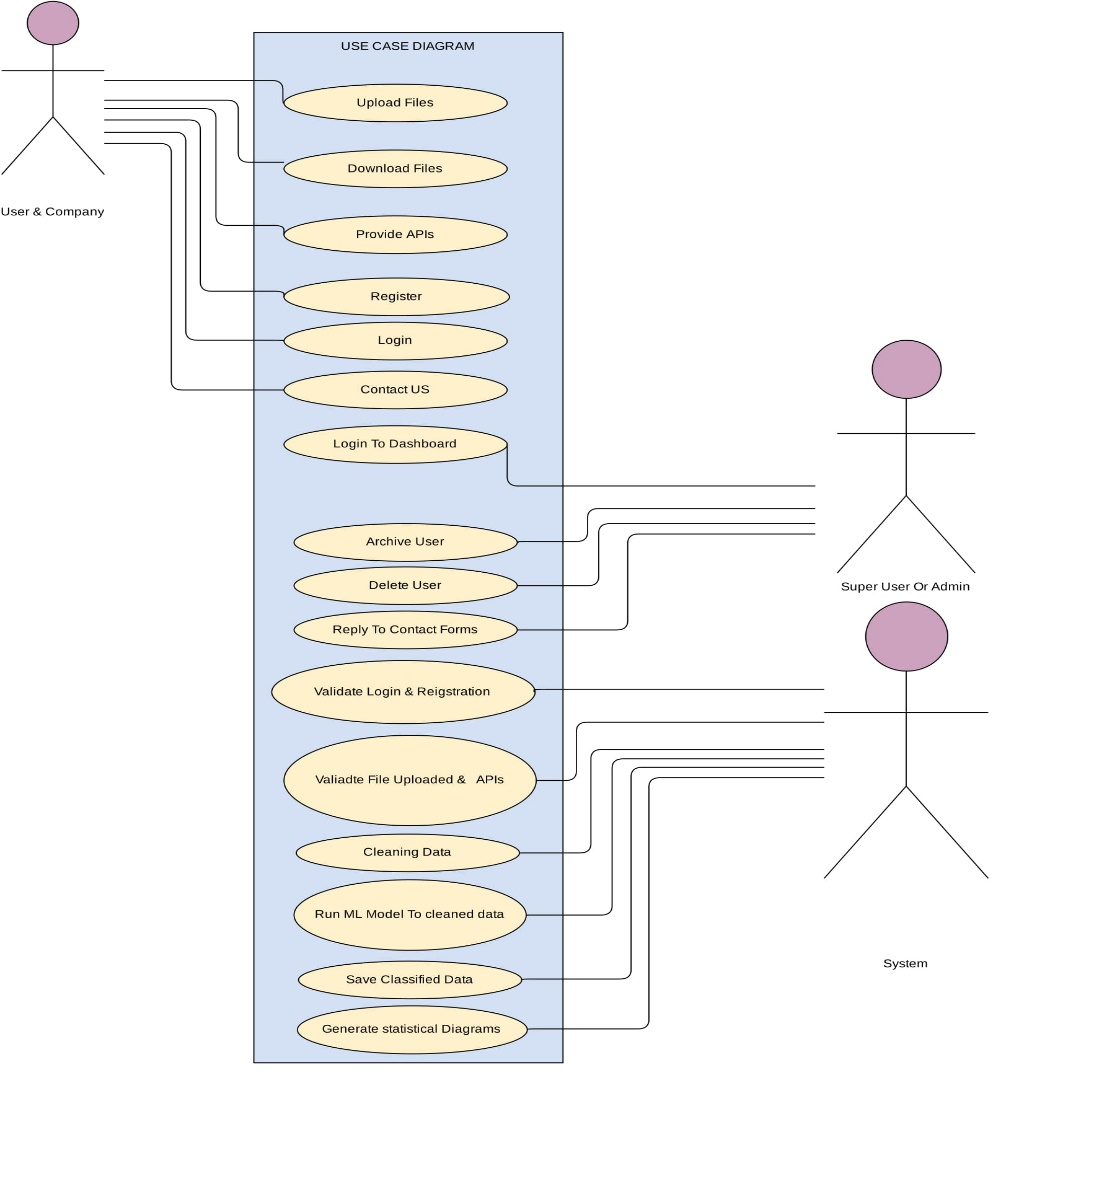 USE CASE DIAGRAM
Upload Files
Download Files
User & Company
Provide APIs
Register
Login
Contact US
Login To Dashboard
Archive User
Delete User
Super User Or Admin
Reply To Contact Forms
Validate Login & Reigstration
Valiadte File Uploaded & APIs
Cleaning Data
Run ML Model To cleaned data
System
Save Classified Data
Generate statistical Diagrams